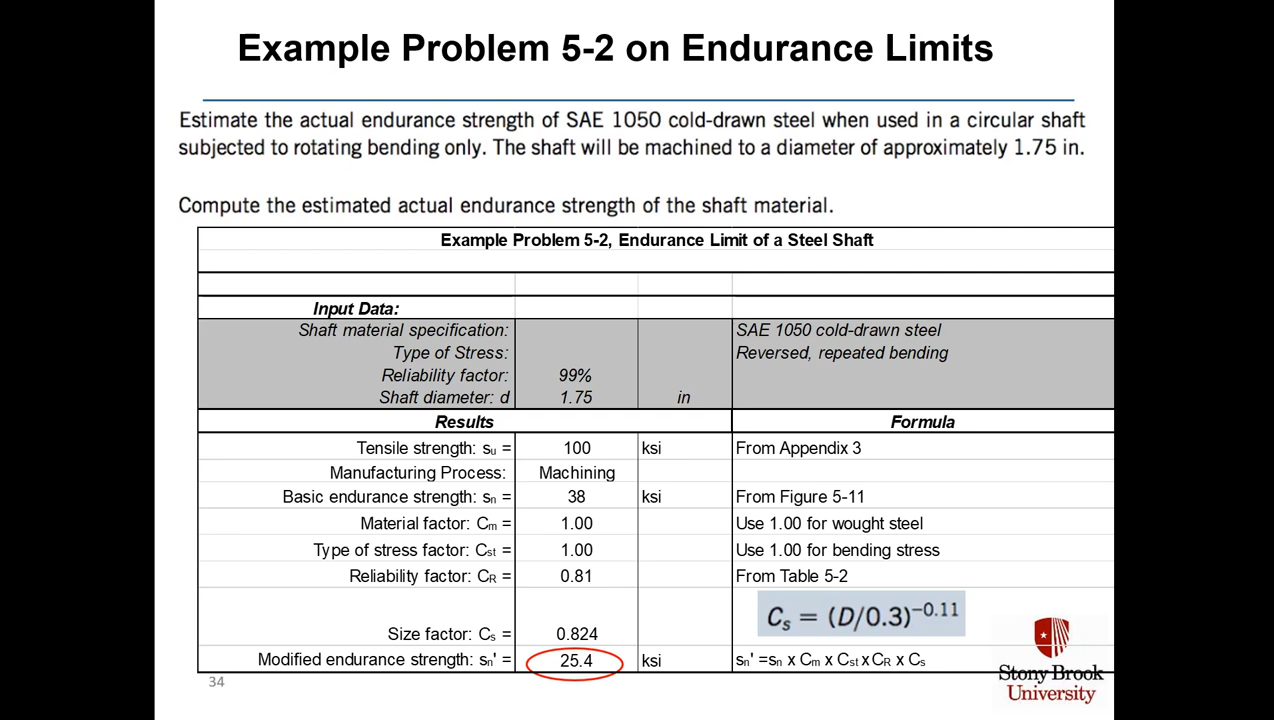 Example Problem 5-2 on Endurance Limits
Estimate the actual endurance strength of SAE 1050 cold-drawn steel when used in a circular shaft
subjected to rotating bending only. The shaft will be machined to a diameter of approximately 1.75 in.
Compute the estimated actual endurance strength of the shaft material.
Example Problem 5-2, Endurance Limit of a Steel Shaft
Input Data:
Shaft material specification: SAE 1050 cold-drawn steel
Type of Stress: Reversed, repeated bending
Reliability factor: 99%
Shaft diameter: d 1.75 in
Results Formula
Tensile strength: su = 100 ksi From Appendix 3
Manufacturing Process: Machining
Basic endurance strength: sn = 38 ksi From Figure 5-11
Material factor: Cm = 1.00 Use 1.00 for wought steel
Type of stress factor: Cst = 1.00 Use 1.00 for bending stress
Reliability factor: CR = 0.81 From Table 5-2
Cs = (D/0.3)^−0.11
Size factor: Cs = 0.824
Modified endurance strength: sn' = 25.4 ksi sn' =sn x Cm x Cst x CR x Cs
34
Stony Brook
University